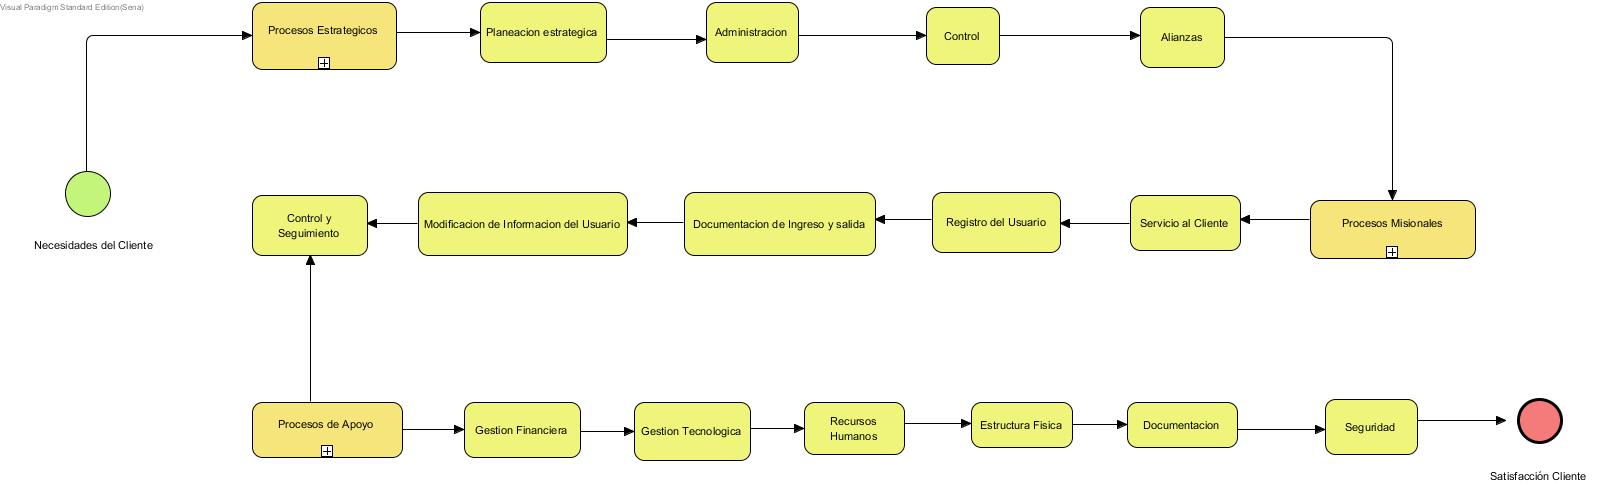 Visual Paradigm Standard Edition(Sena)
Procesos Estrategicos
Planeacion estrategica
Administracion
Control
Alianzas
Necesidades del Cliente
Control y
Seguimiento
Modificacion de Informacion del Usuario
Documentacion de Ingreso y salida
Registro del Usuario
Servicio al Cliente
Procesos Misionales
Procesos de Apoyo
Gestion Financiera
Gestion Tecnologica
Recursos
Humanos
Estructura Fisica
Documentacion
Seguridad
Satisfacción Cliente